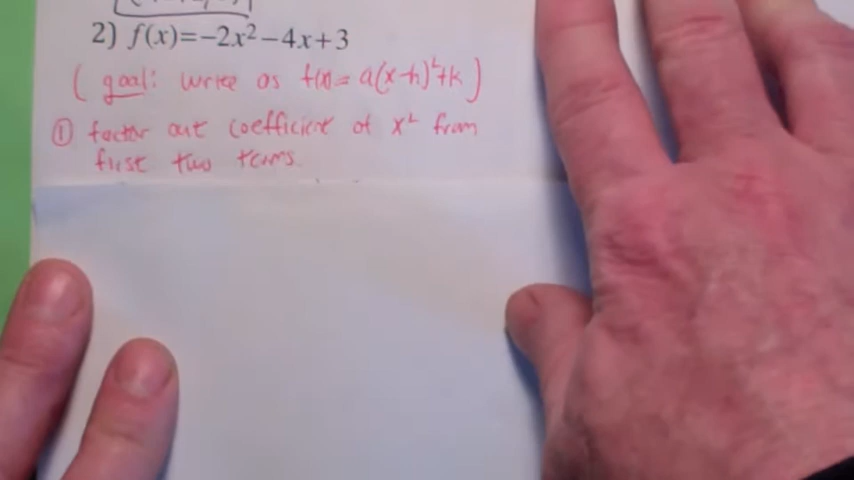 2) f(x)=−2x²−4x+3
( goal: write as f(x)= a(x-h)²+k )
① factor out coefficient of x² from
first two terms.